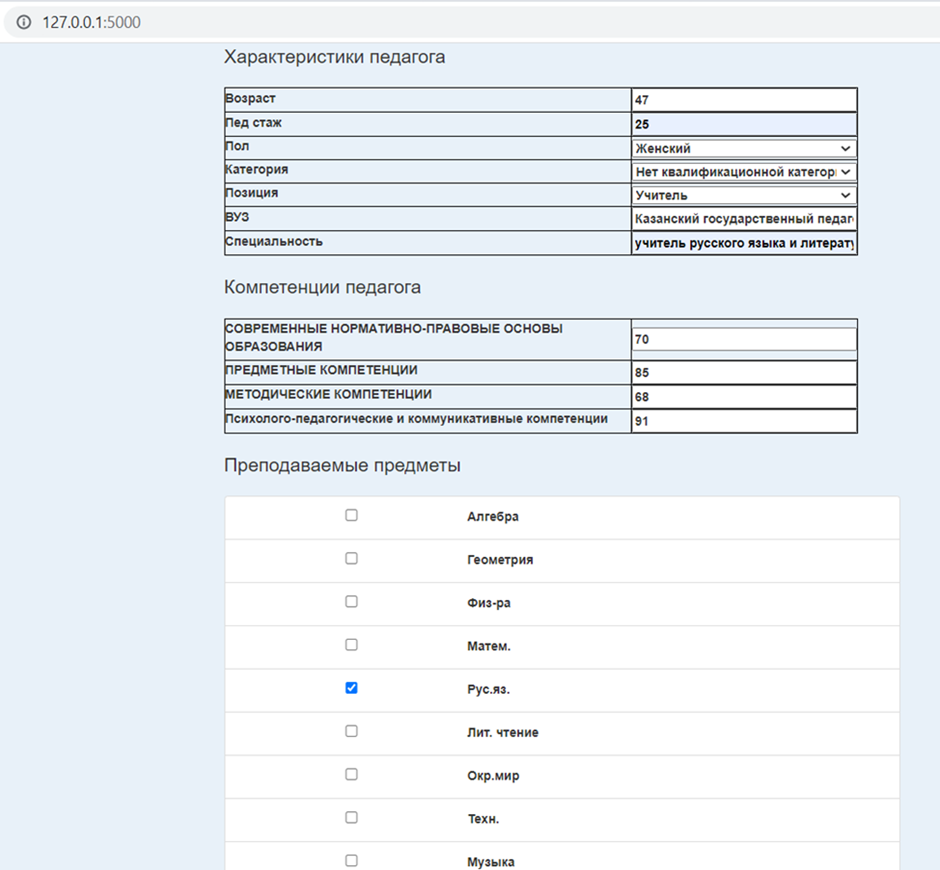 127.0.0.1:5000
Характеристики педагога
Возраст 47
Пед стаж 25
Пол Женский
Категория Нет квалификационной категори
Позиция Учитель
ВУЗ Казанский государственный педаг
Специальность учитель русского языка и литерату
Компетенции педагога
СОВРЕМЕННЫЕ НОРМАТИВНО-ПРАВОВЫЕ ОСНОВЫ
ОБРАЗОВАНИЯ 70
ПРЕДМЕТНЫЕ КОМПЕТЕНЦИИ 85
МЕТОДИЧЕСКИЕ КОМПЕТЕНЦИИ 68
Психолого-педагогические и коммуникативные компетенции 91
Преподаваемые предметы
Алгебра
Геометрия
Физ-ра
Матем.
Рус.яз.
Лит. чтение
Окр.мир
Техн.
Музыка